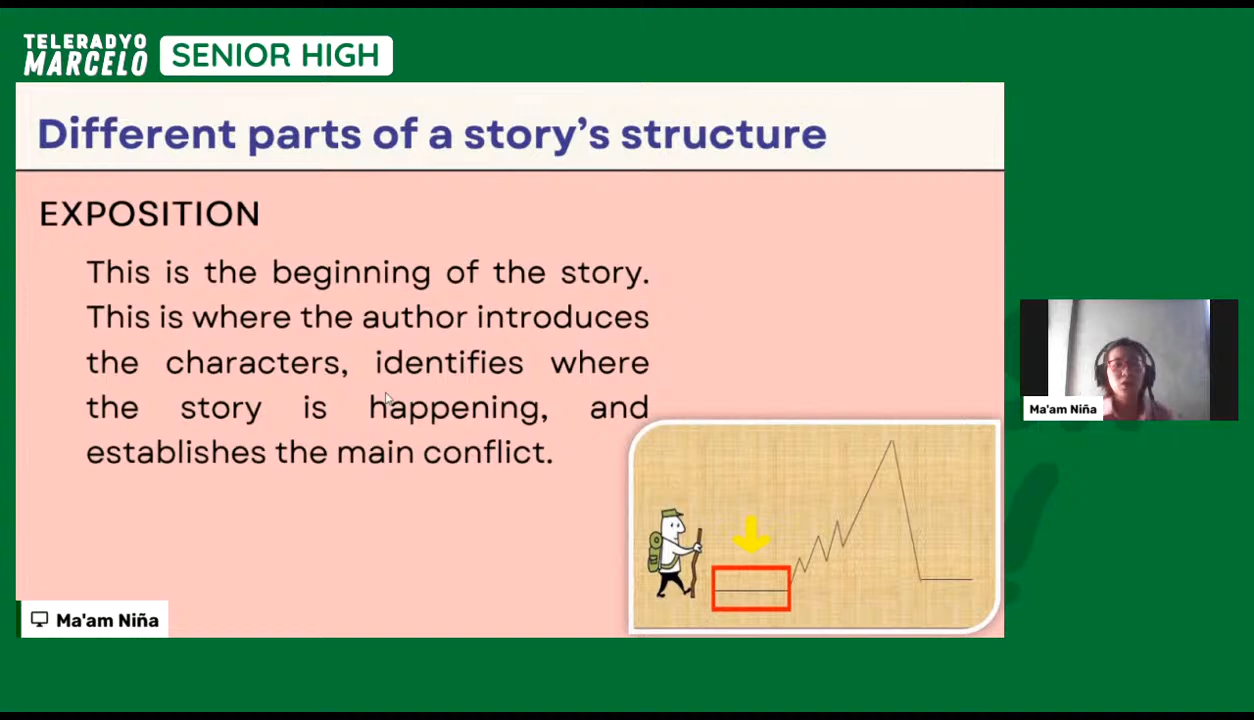 TELERADYO
MARCELO
SENIOR HIGH
Different parts of a story’s structure
EXPOSITION
This is the beginning of the story.
This is where the author introduces
the characters, identifies where
the story is happening, and
establishes the main conflict.
Ma'am Niña
Ma'am Niña